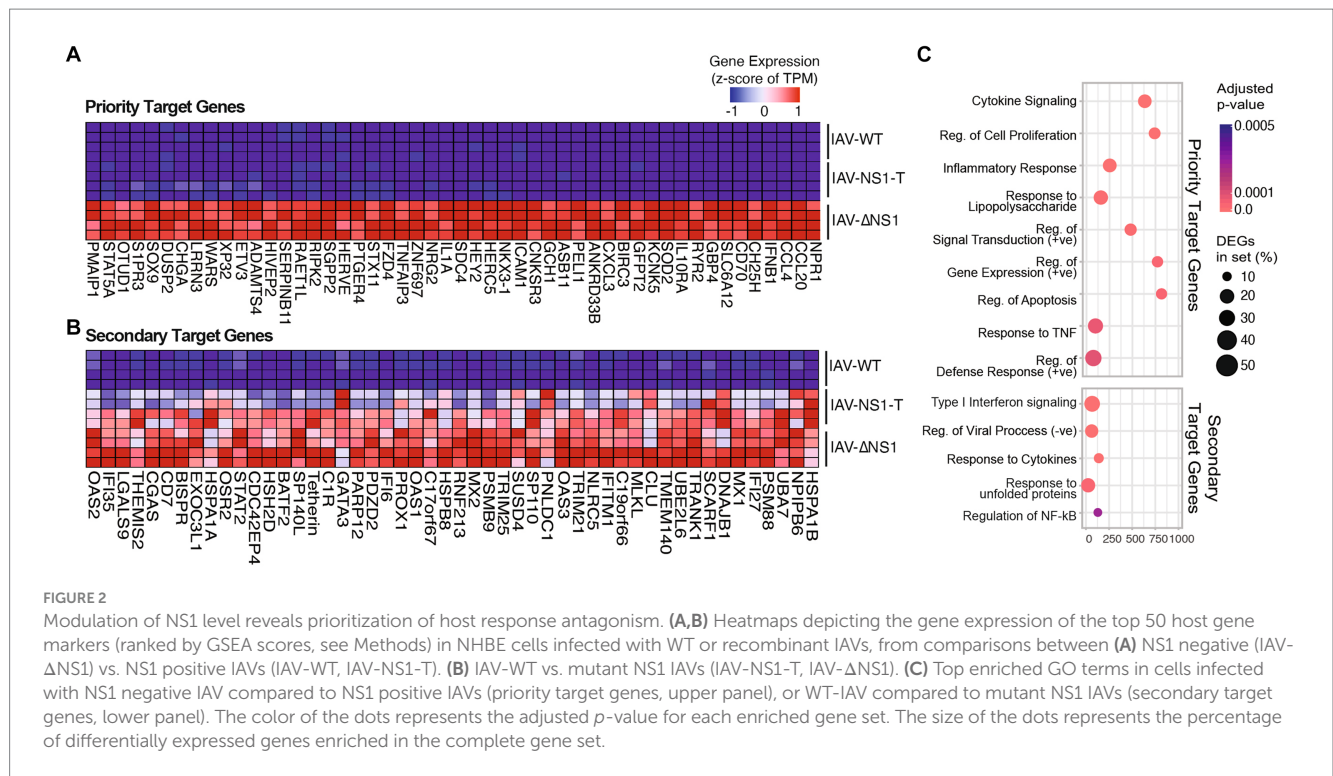 A
Gene Expression
(z-score of TPM)
-1 0 1
Priority Target Genes
IAV-WT
IAV-NS1-T
IAV-ΔNS1
PMAIP1
STAT5A
OTUD1
S1PR3
SOX9
DUSP2
CHGA
LRRN3
WARS
XP32
ETV3
ADAMTS4
HIVEP2
SERPINB11
RAET1L
RIPK2
SGPP2
HERVE
PTGER4
STX11
FZD4
TNFAIP3
ZNF697
NRG2
IL1A
SDC4
HEY2
HERC5
NKX3-1
ICAM1
CNKSR3
GCH1
ASB11
PELI1
ANKRD33B
CXCL3
BIRC3
GFPT2
KCNK5
SOD2
IL10RA
RYR2
GBP4
SLC6A12
CD70
CH25H
IFNB1
CCL4
CCL20
NPR1
B
Secondary Target Genes
IAV-WT
IAV-NS1-T
IAV-ΔNS1
OAS2
IFI35
LGALS9
THEMIS2
CGAS
CD7
BISPR
EXOC3L1
HSPA1A
OSR2
STAT2
CDC42EP4
HSH2D
BATF2
SP140L
Tetherin
C1R
GATA3
PARP12
PDZD2
IFI6
PROX1
OAS1
C17orf67
HSPB8
RNF213
MX2
PSMB9
TRIM25
SUSD4
SP110
PNLDC1
OAS3
TRIM21
NLRC5
IFITM1
C19orf66
MLKL
CLU
TMEM140
UBE2L6
TRANK1
SCARF1
DNAJB1
MX1
IFI27
PSM88
UBA7
NPIPB6
HSPA1B
C
Cytokine Signaling
Reg. of Cell Proliferation
Inflammatory Response
Response to
Lipopolysaccharide
Reg. of
Signal Transduction (+ve)
Reg. of
Gene Expression (+ve)
Reg. of Apoptosis
Response to TNF
Reg. of
Defense Response (+ve)
Priority Target Genes
Type I Interferon signaling
Reg. of Viral Proccess (-ve)
Response to Cytokines
Response to
unfolded proteins
Regulation of NF-kB
Secondary
Target Genes
0 250 500 750 1000
Adjusted
p-value
0.0005
0.0001
0.0
DEGs
in set (%)
10
20
30
40
50
FIGURE 2
Modulation of NS1 level reveals prioritization of host response antagonism. (A,B) Heatmaps depicting the gene expression of the top 50 host gene
markers (ranked by GSEA scores, see Methods) in NHBE cells infected with WT or recombinant IAVs, from comparisons between (A) NS1 negative (IAV-
ΔNS1) vs. NS1 positive IAVs (IAV-WT, IAV-NS1-T). (B) IAV-WT vs. mutant NS1 IAVs (IAV-NS1-T, IAV-ΔNS1). (C) Top enriched GO terms in cells infected
with NS1 negative IAV compared to NS1 positive IAVs (priority target genes, upper panel), or WT-IAV compared to mutant NS1 IAVs (secondary target
genes, lower panel). The color of the dots represents the adjusted p-value for each enriched gene set. The size of the dots represents the percentage
of differentially expressed genes enriched in the complete gene set.